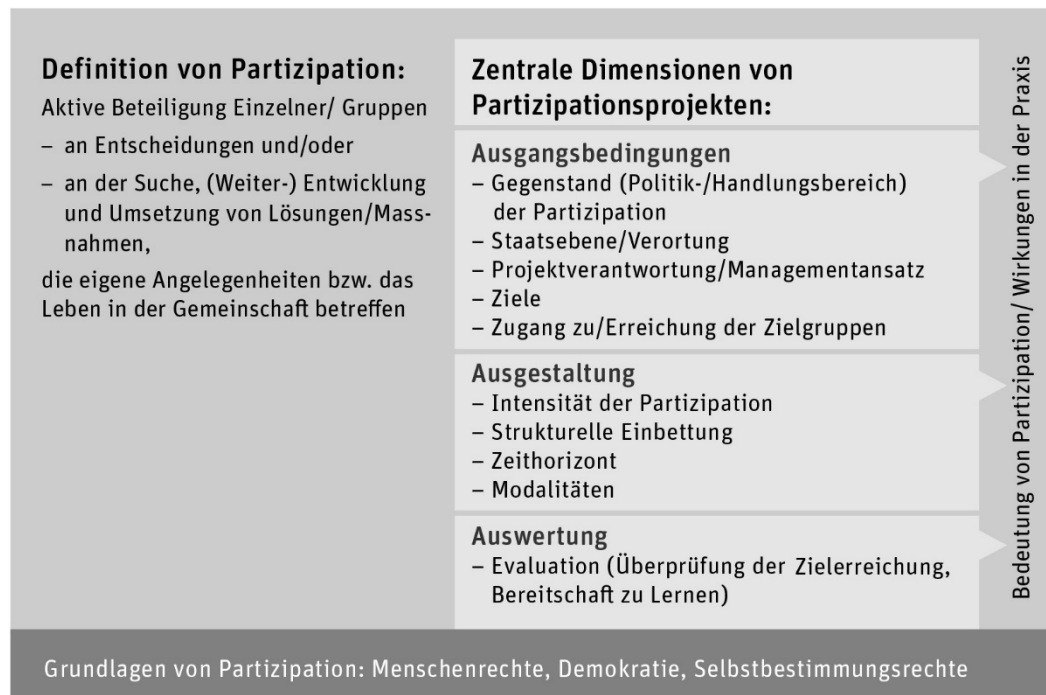 Definition von Partizipation:
Aktive Beteiligung Einzelner/ Gruppen
– an Entscheidungen und/oder
– an der Suche, (Weiter-) Entwicklung
und Umsetzung von Lösungen/Mass-
nahmen,
die eigene Angelegenheiten bzw. das
Leben in der Gemeinschaft betreffen
Zentrale Dimensionen von
Partizipationsprojekten:
Ausgangsbedingungen
– Gegenstand (Politik-/Handlungsbereich)
der Partizipation
– Staatsebene/Verortung
– Projektverantwortung/Managementansatz
– Ziele
– Zugang zu/Erreichung der Zielgruppen
Ausgestaltung
– Intensität der Partizipation
– Strukturelle Einbettung
– Zeithorizont
– Modalitäten
Auswertung
– Evaluation (Überprüfung der Zielerreichung,
Bereitschaft zu Lernen)
Bedeutung von Partizipation/ Wirkungen in der Praxis
Grundlagen von Partizipation: Menschenrechte, Demokratie, Selbstbestimmungsrechte